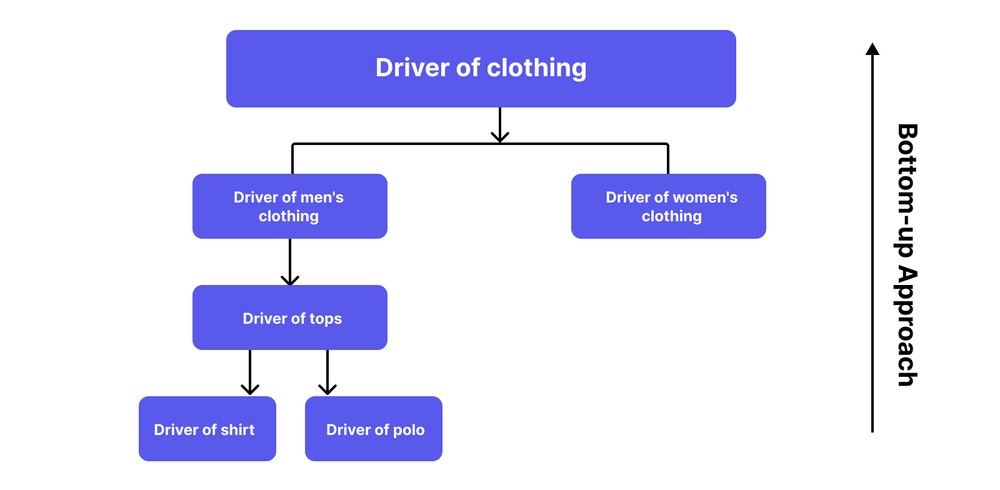 Driver of clothing
Driver of men's
clothing
Driver of women's
clothing
Driver of tops
Driver of shirt
Driver of polo
Bottom-up Approach